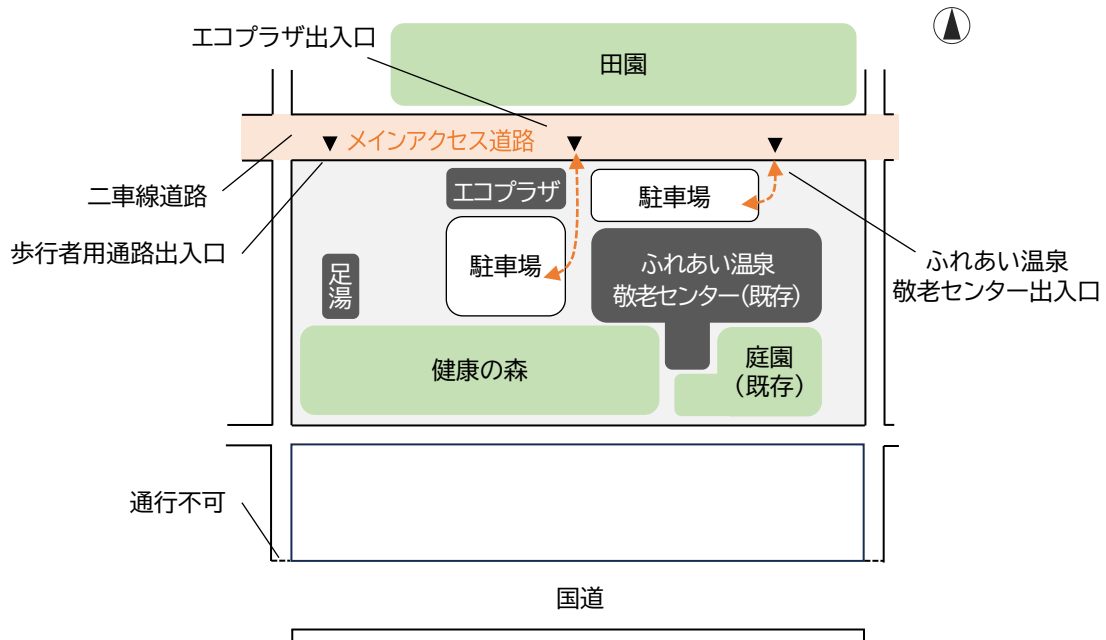 エコプラザ出入口
田園
メインアクセス道路
二車線道路
エコプラザ
駐車場
歩行者用通路出入口
足湯
駐車場
ふれあい温泉
敬老センター(既存)
ふれあい温泉
敬老センター出入口
健康の森
庭園
(既存)
通行不可
国道